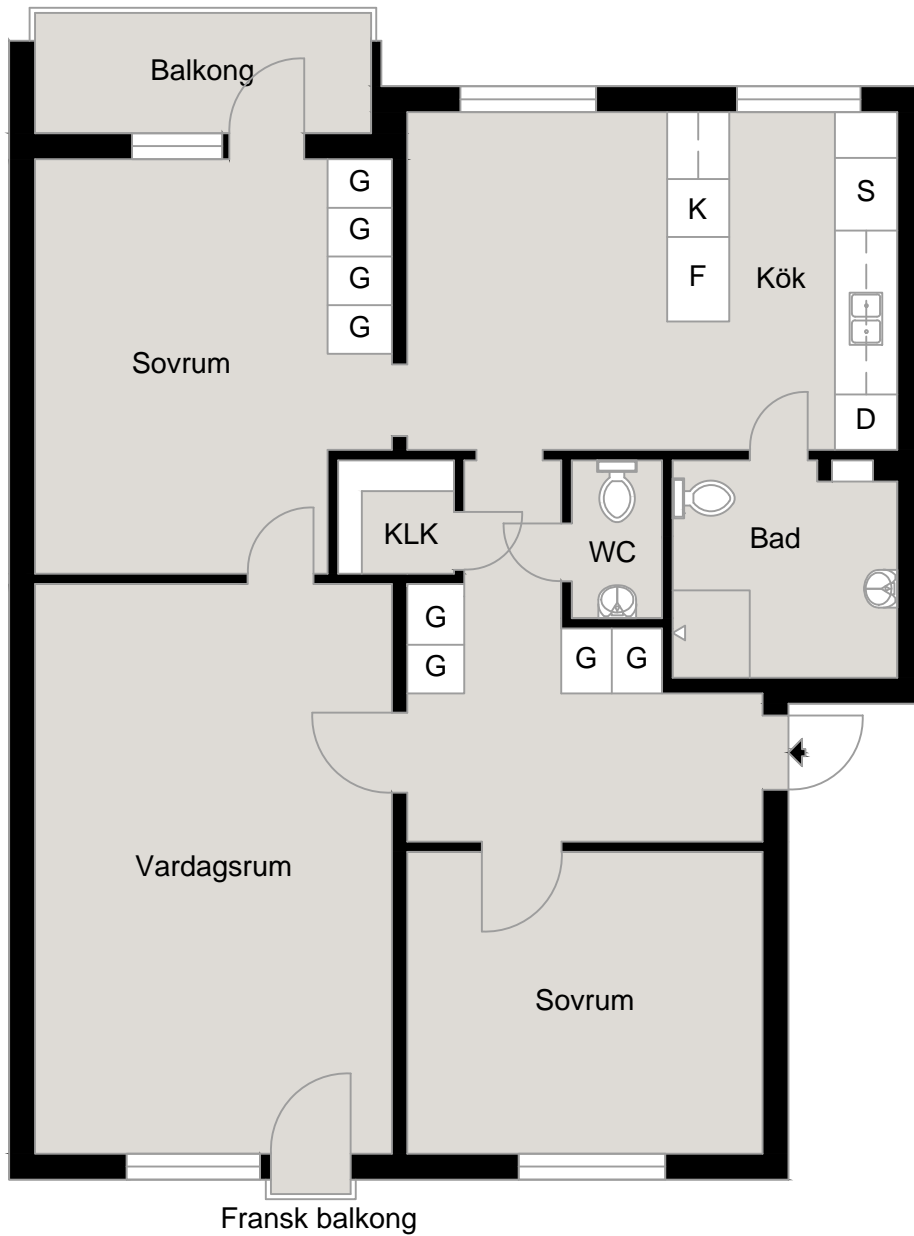 Balkong
G
G
G
G
Sovrum
K
F
Kök
S
D
KLK
WC
Bad
G
G
G G
Vardagsrum
Sovrum
Fransk balkong